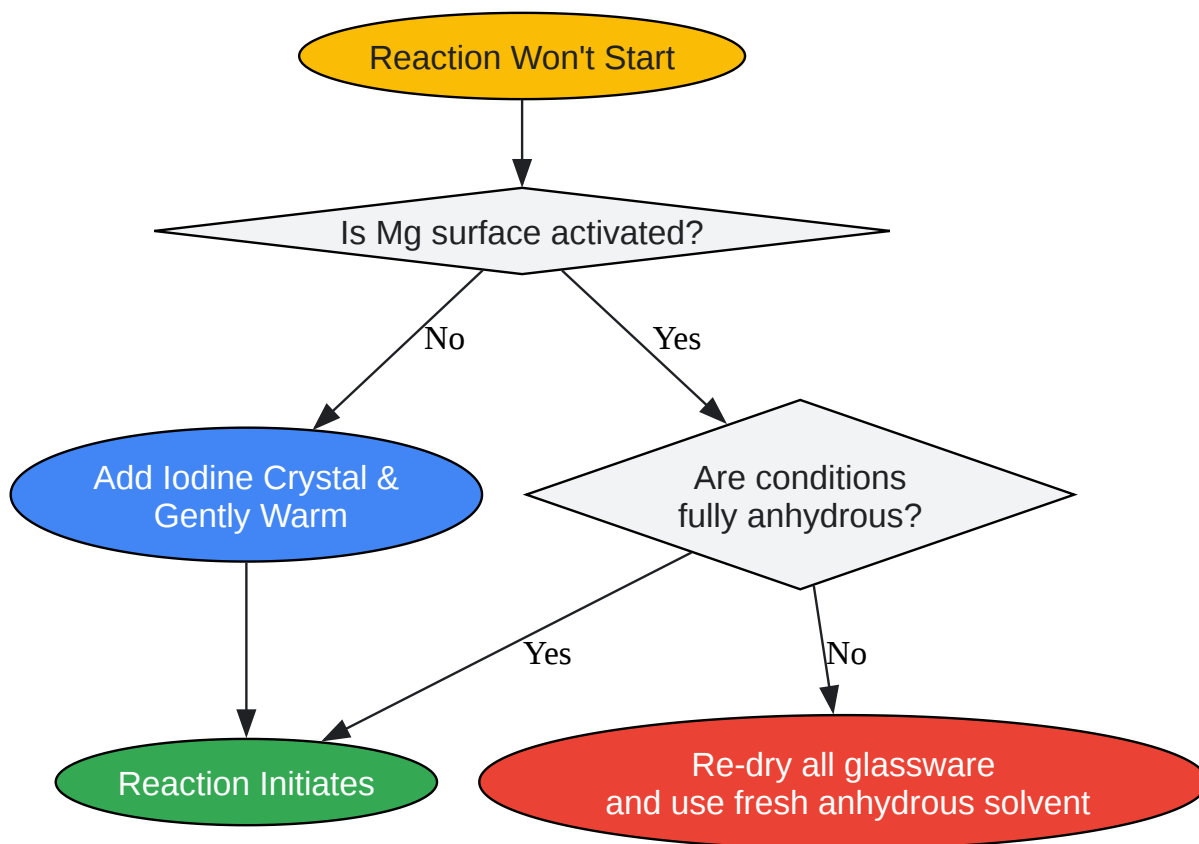 Reaction Won't Start
Is Mg surface activated?
No
Yes
Add Iodine Crystal &
Gently Warm
Are conditions
fully anhydrous?
Yes
No
Reaction Initiates
Re-dry all glassware
and use fresh anhydrous solvent